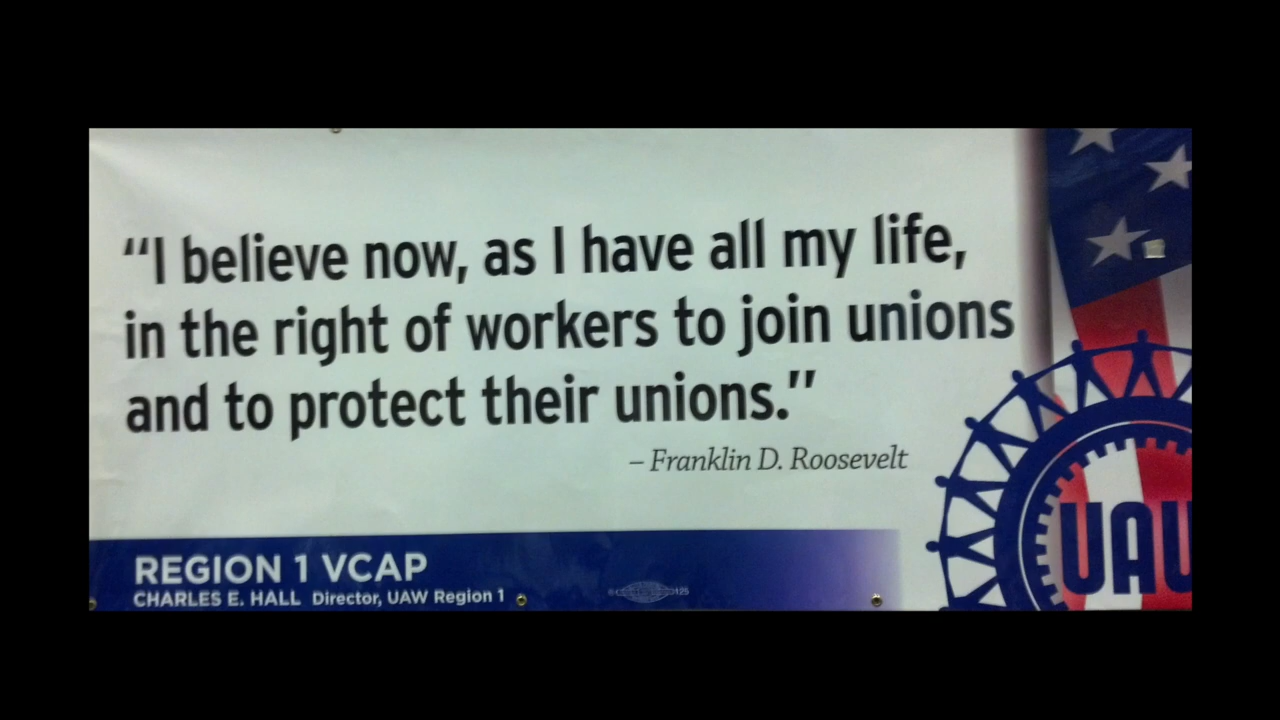 “I believe now, as I have all my life,
in the right of workers to join unions
and to protect their unions.”
– Franklin D. Roosevelt
REGION 1 VCAP
CHARLES E. HALL Director, UAW Region 1
125
UAW